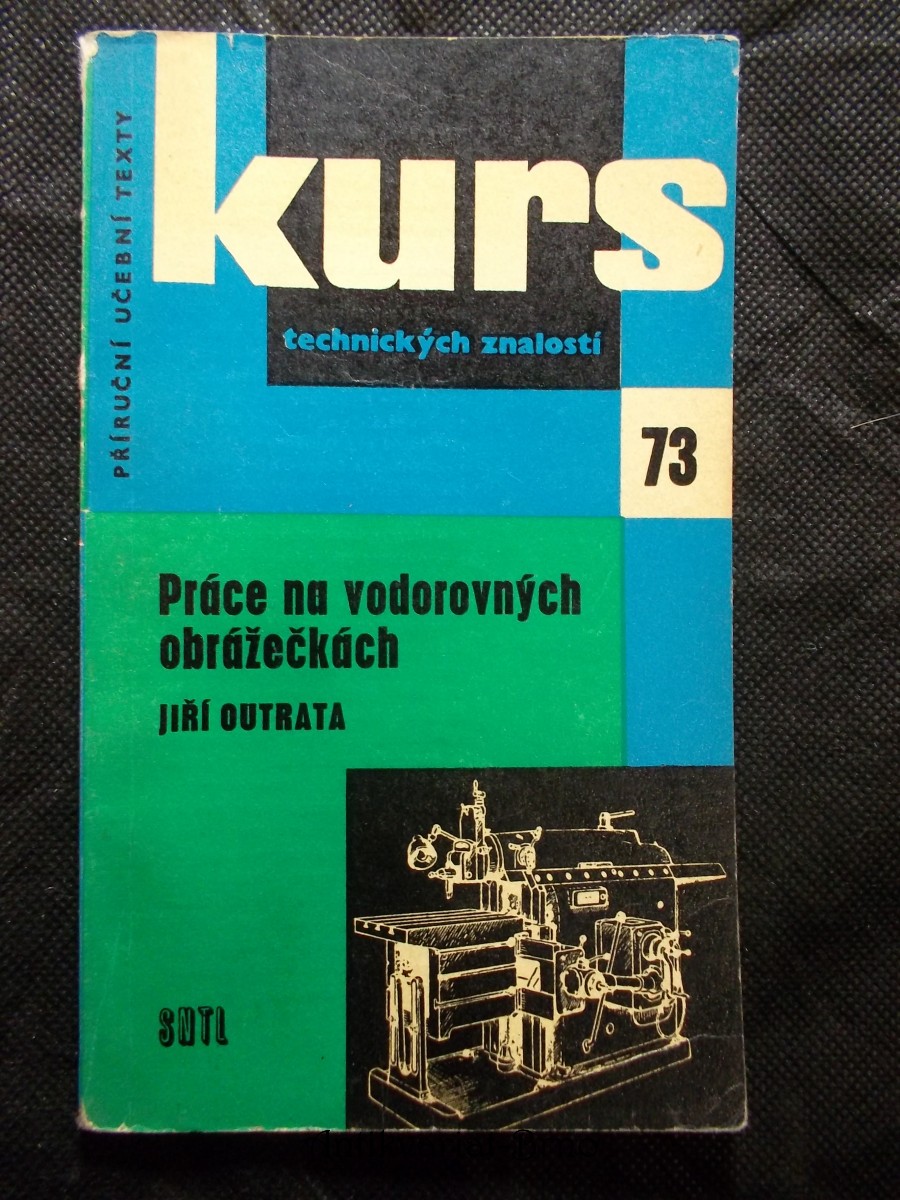 PŘÍRUČNÍ UČEBNÍ TEXTY
kurs
technických znalostí
73
Práce na vodorovných
obrážečkách
JIŘÍ OUTRATA
SNTL